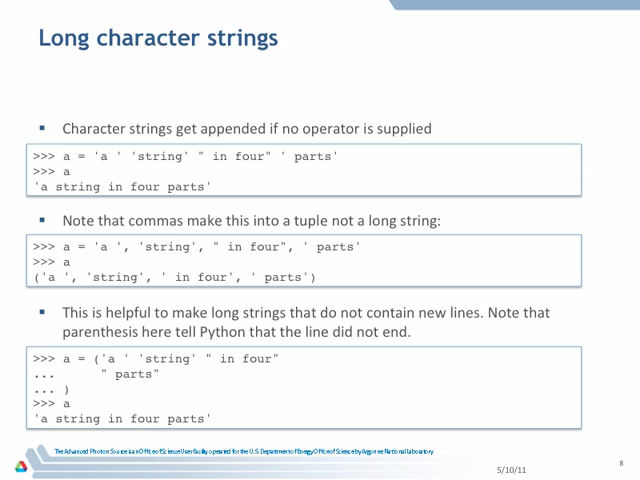 Long character strings
▪ Character strings get appended if no operator is supplied
>>> a = 'a ' 'string' " in four" ' parts'
>>> a
'a string in four parts'
▪ Note that commas make this into a tuple not a long string:
>>> a = 'a ', 'string', " in four", ' parts'
>>> a
('a ', 'string', ' in four', ' parts')
▪ This is helpful to make long strings that do not contain new lines. Note that
parenthesis here tell Python that the line did not end.
>>> a = ('a ' 'string' " in four"
...      " parts"
... )
>>> a
'a string in four parts'
The Advanced Photon Source is an Office of Science User Facility operated for the U.S. Department of Energy Office of Science by Argonne National Laboratory
5/10/11
8